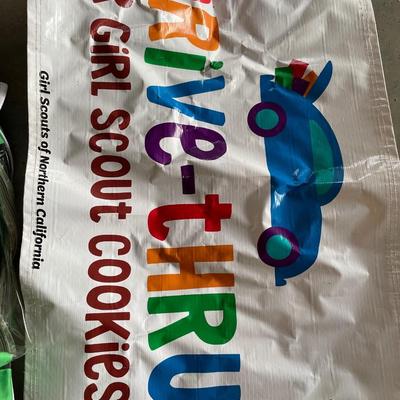 Rive-tHRU
GiRL SCOUT COOKieS
Girl Scouts of Northern California